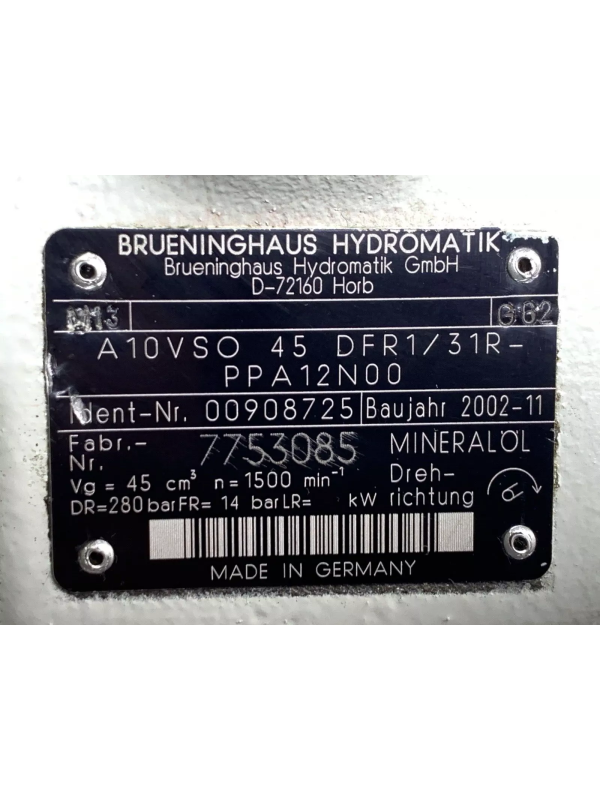 BRUENINGHAUS HYDROMATIK
Brueninghaus Hydromatik GmbH
D-72160 Horb
A10VSO 45 DFR1/31R-
PPA12N00
Ident-Nr. 00908725 Baujahr 2002-11
Fabr.-Nr. 7753085 MINERALÖL
Vg = 45 cm³ n = 1500 min⁻¹ Dreh-
DR=280 bar FR= 14 bar LR= kW richtung
MADE IN GERMANY